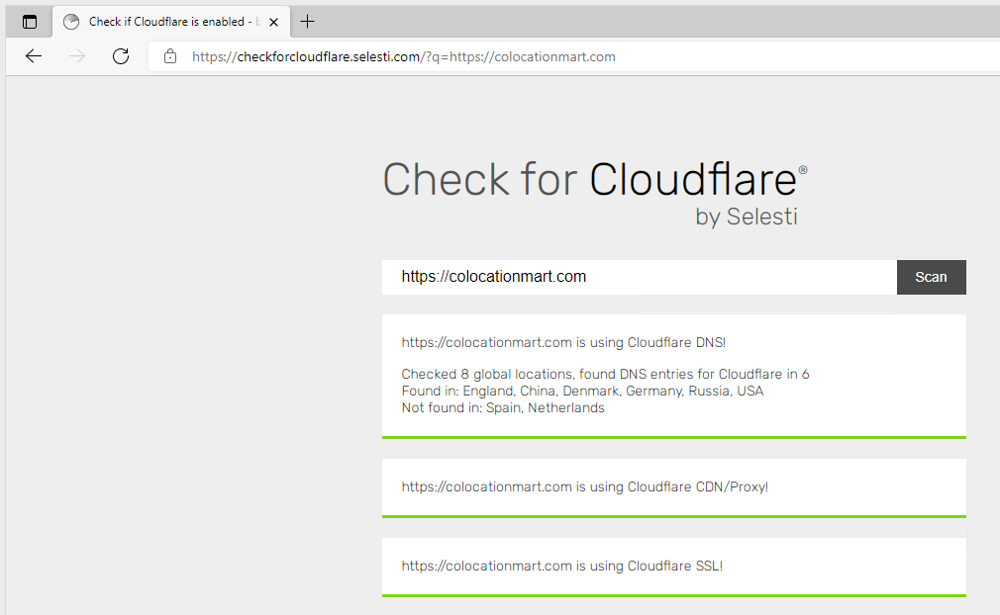 Check if Cloudflare is enabled - b
https://checkforcloudflare.selesti.com/?q=https://colocationmart.com
Check for Cloudflare®
by Selesti
https://colocationmart.com
Scan
https://colocationmart.com is using Cloudflare DNS!
Checked 8 global locations, found DNS entries for Cloudflare in 6
Found in: England, China, Denmark, Germany, Russia, USA
Not found in: Spain, Netherlands
https://colocationmart.com is using Cloudflare CDN/Proxy!
https://colocationmart.com is using Cloudflare SSL!